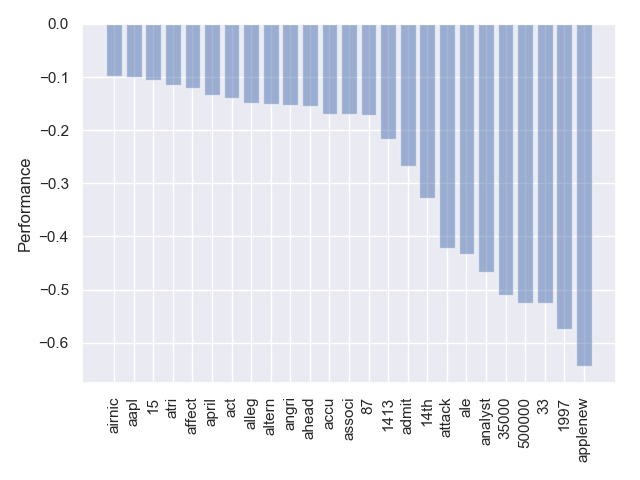 0.0
−0.1
−0.2
−0.3
−0.4
−0.5
−0.6
Performance
airnic
aapl
15
atri
affect
april
act
alleg
altern
angri
ahead
accu
associ
87
1413
admit
14th
attack
ale
analyst
35000
500000
33
1997
applenew